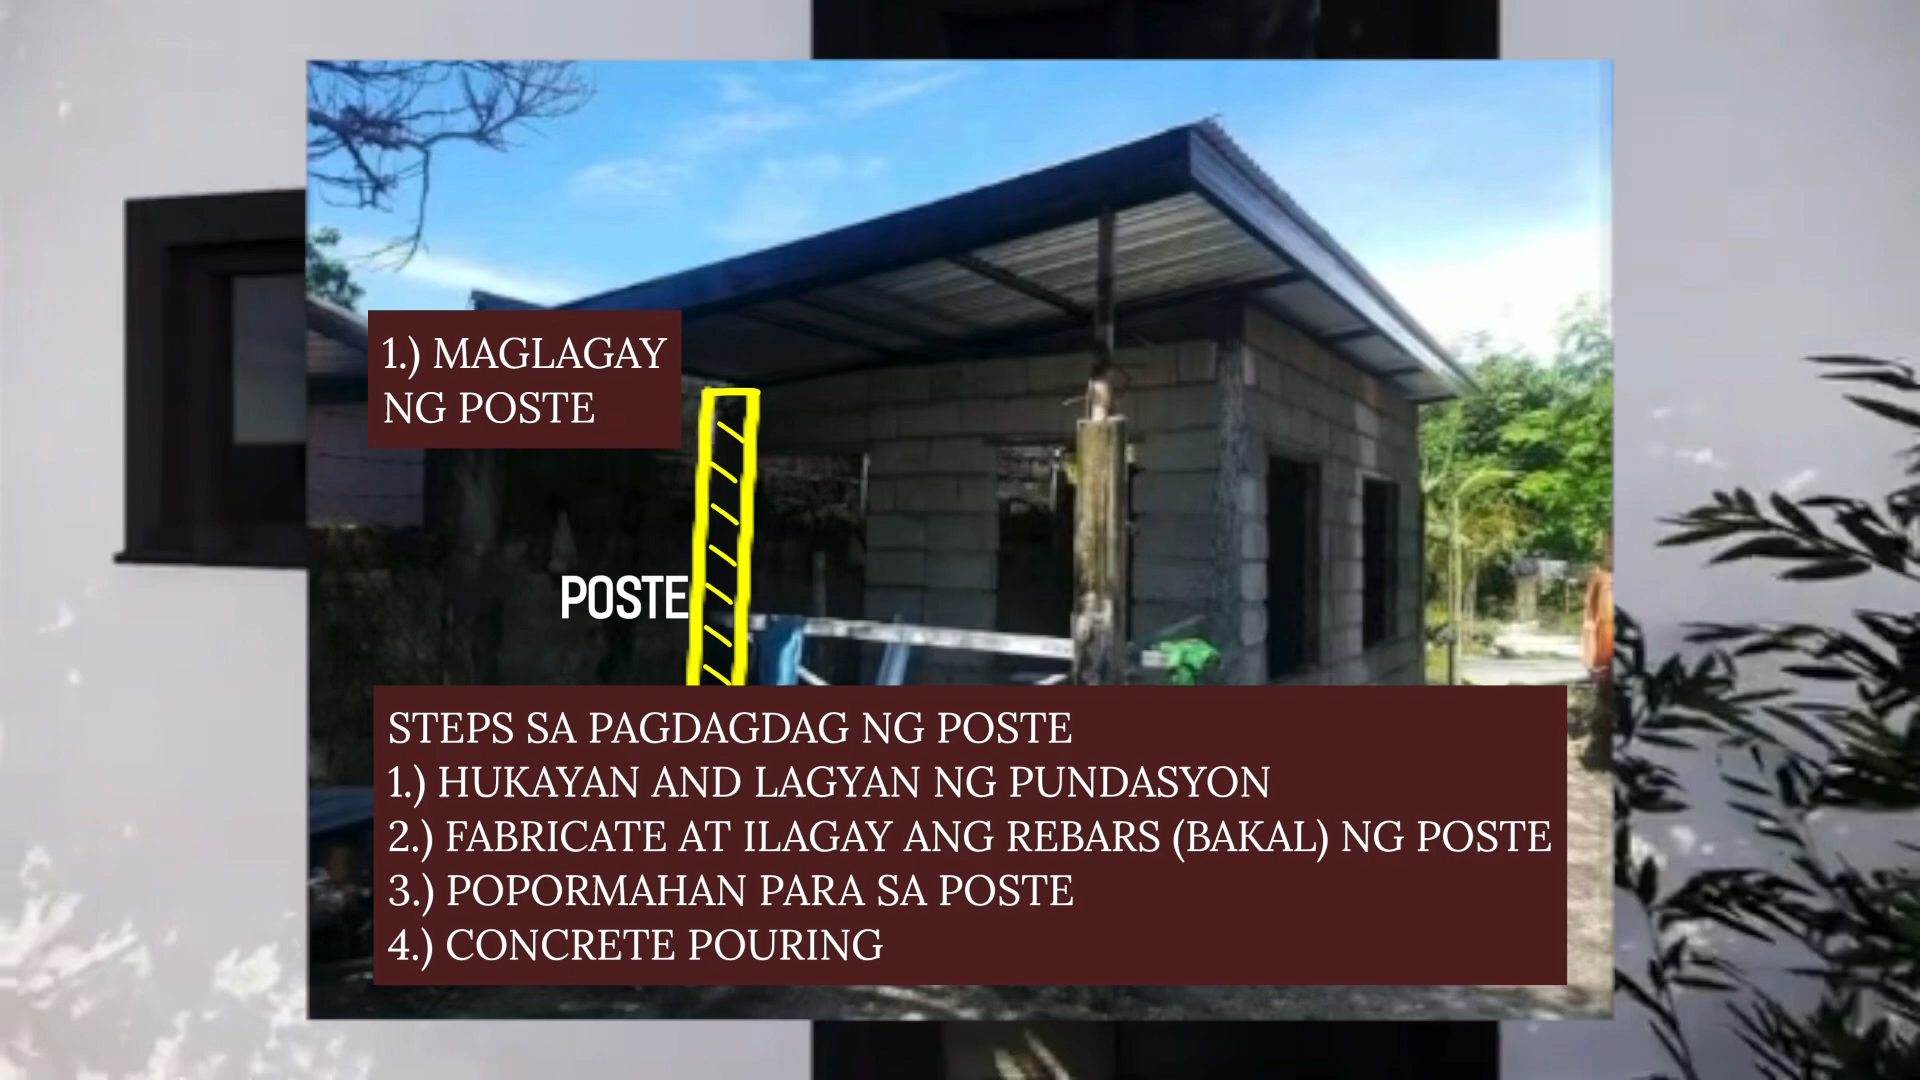 1.) MAGLAGAY
NG POSTE
POSTE
STEPS SA PAGDAGDAG NG POSTE
1.) HUKAYAN AND LAGYAN NG PUNDASYON
2.) FABRICATE AT ILAGAY ANG REBARS (BAKAL) NG POSTE
3.) POPORMAHAN PARA SA POSTE
4.) CONCRETE POURING